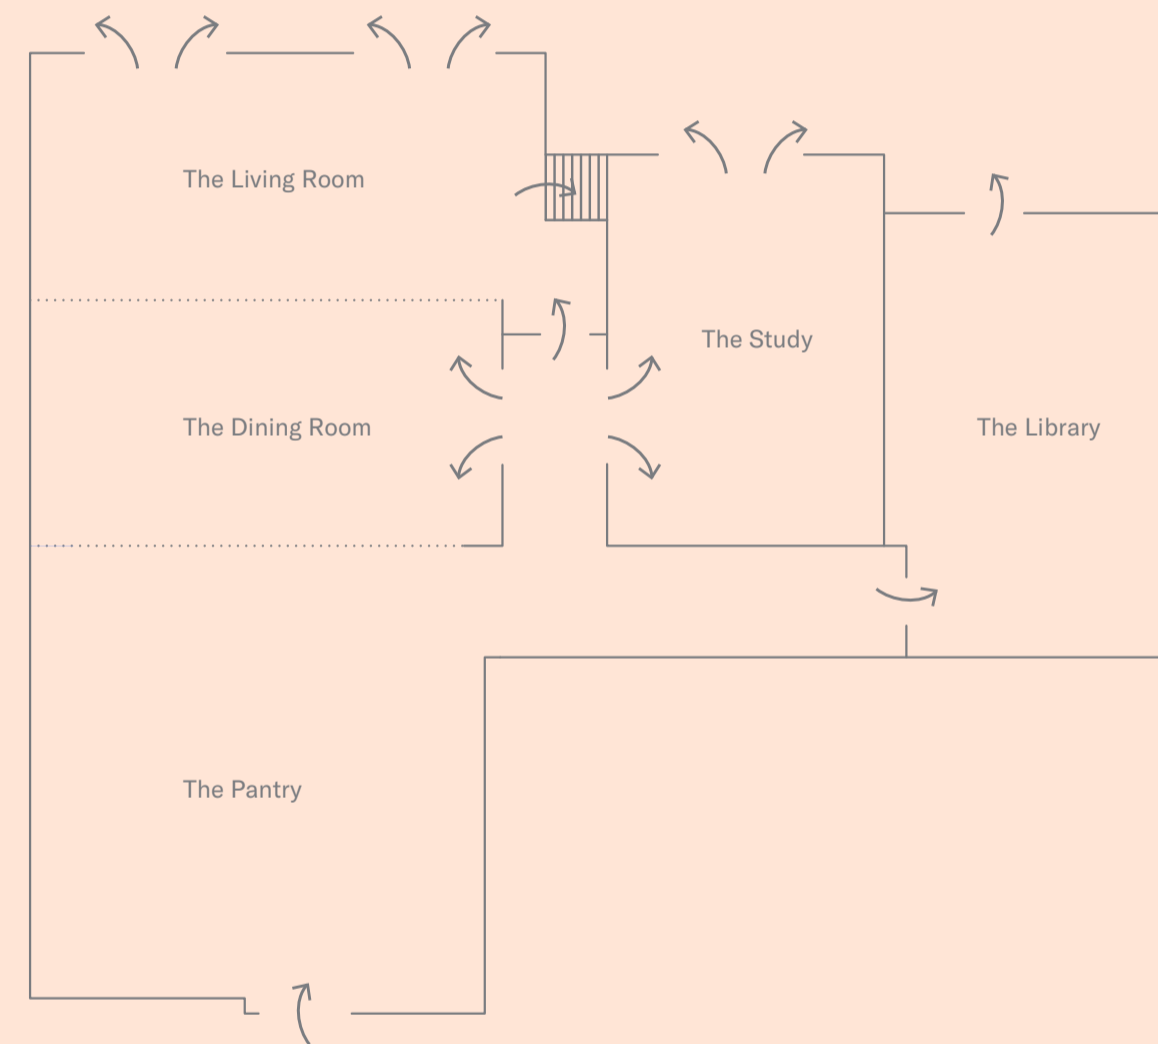 The Living Room
The Study
The Dining Room
The Library
The Pantry